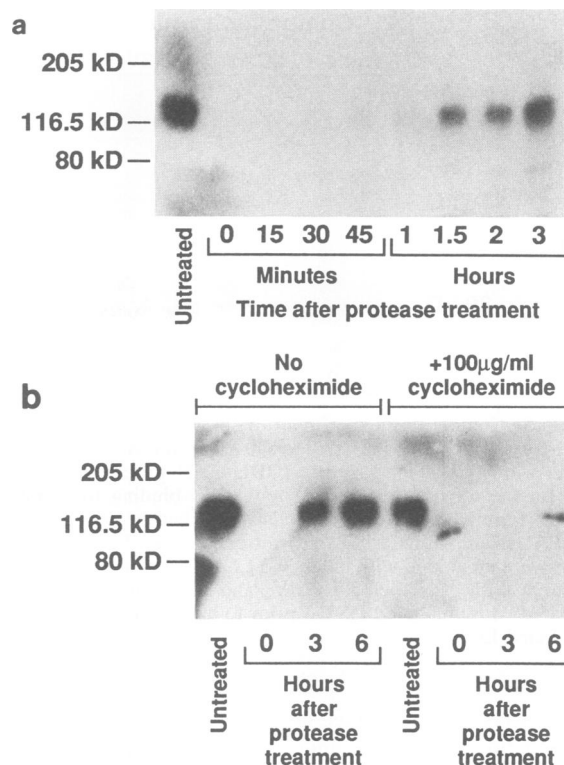 a
205 kD
116.5 kD
80 kD
Untreated
0 15 30 45 1 1.5 2 3
Minutes Hours
Time after protease treatment
No cycloheximide
+100μg/ml cycloheximide
b
205 kD
116.5 kD
80 kD
Untreated
0 3 6
Hours
after
protease
treatment
Untreated
0 3 6
Hours
after
protease
treatment